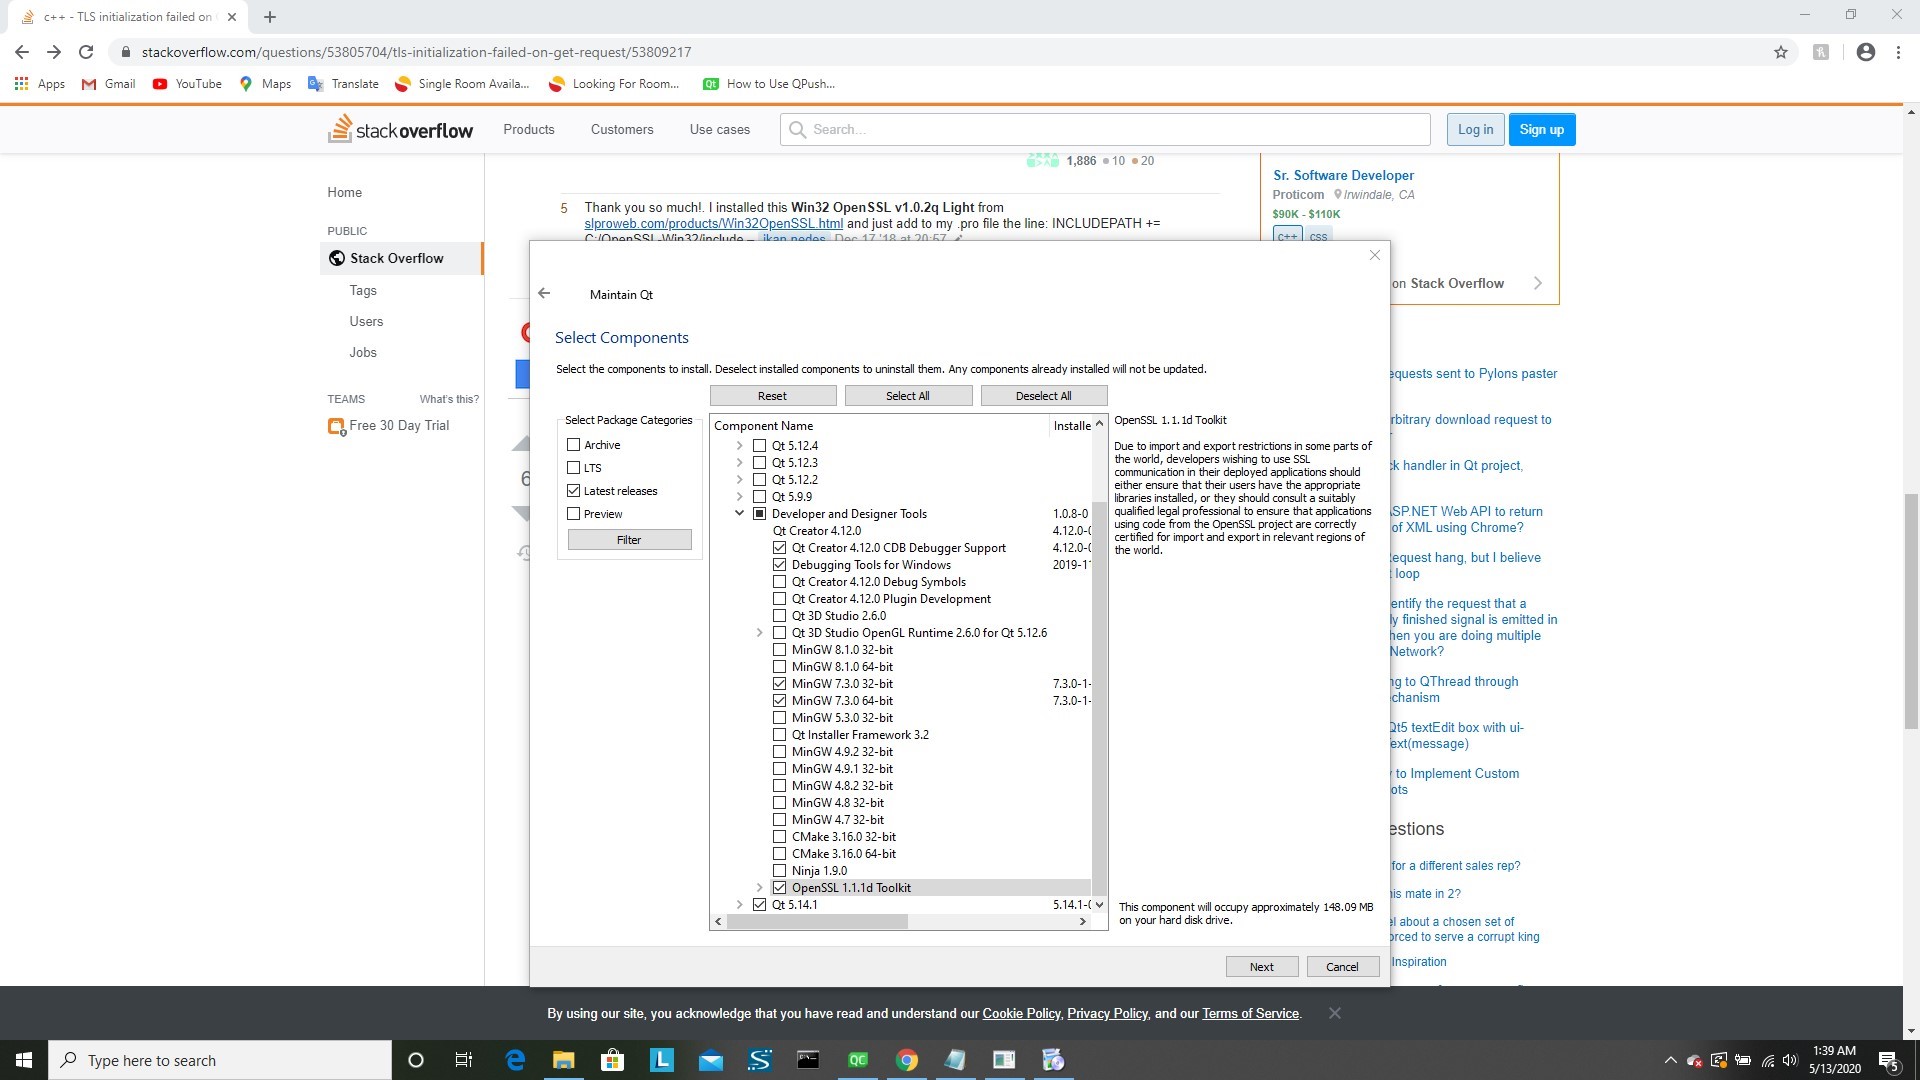 c++ - TLS initialization failed on
stackoverflow.com/questions/53805704/tls-initialization-failed-on-get-request/53809217
Apps
Gmail
YouTube
Maps
Translate
Single Room Availa...
Looking For Room...
Qt
How to Use QPush...
stackoverflow
Products
Customers
Use cases
Search...
Log in
Sign up
Home
PUBLIC
Stack Overflow
Tags
Users
Jobs
TEAMS
What's this?
Free 30 Day Trial
1,886 10 20
5
Thank you so much!. I installed this Win32 OpenSSL v1.0.2q Light from
slproweb.com/products/Win32OpenSSL.html and just add to my .pro file the line: INCLUDEPATH +=
C:/OpenSSL-Win32/include – ikan nedes Dec 17 '18 at 20:57
Sr. Software Developer
Proticom Irwindale, CA
$90K - $110K
c++ css
on Stack Overflow
6
Maintain Qt
Select Components
Select the components to install. Deselect installed components to uninstall them. Any components already installed will not be updated.
Reset
Select All
Deselect All
Select Package Categories
Archive
LTS
Latest releases
Preview
Filter
Component Name
Installe
Qt 5.12.4
Qt 5.12.3
Qt 5.12.2
Qt 5.9.9
Developer and Designer Tools 1.0.8-0
Qt Creator 4.12.0 4.12.0-0
Qt Creator 4.12.0 CDB Debugger Support 4.12.0-0
Debugging Tools for Windows 2019-11
Qt Creator 4.12.0 Debug Symbols
Qt Creator 4.12.0 Plugin Development
Qt 3D Studio 2.6.0
Qt 3D Studio OpenGL Runtime 2.6.0 for Qt 5.12.6
MinGW 8.1.0 32-bit
MinGW 8.1.0 64-bit
MinGW 7.3.0 32-bit 7.3.0-1-
MinGW 7.3.0 64-bit 7.3.0-1-
MinGW 5.3.0 32-bit
Qt Installer Framework 3.2
MinGW 4.9.2 32-bit
MinGW 4.9.1 32-bit
MinGW 4.8.2 32-bit
MinGW 4.8 32-bit
MinGW 4.7 32-bit
CMake 3.16.0 32-bit
CMake 3.16.0 64-bit
Ninja 1.9.0
OpenSSL 1.1.1d Toolkit
Qt 5.14.1 5.14.1-0
OpenSSL 1.1.1d Toolkit
Due to import and export restrictions in some parts of
the world, developers wishing to use SSL
communication in their deployed applications should
either ensure that their users have the appropriate
libraries installed, or they should consult a suitably
qualified legal professional to ensure that applications
using code from the OpenSSL project are correctly
certified for import and export in relevant regions of
the world.
This component will occupy approximately 148.09 MB
on your hard disk drive.
Next
Cancel
equests sent to Pylons paster
rbitrary download request to
k handler in Qt project,
SP.NET Web API to return
of XML using Chrome?
equest hang, but I believe
loop
entify the request that a
ly finished signal is emitted in
hen you are doing multiple
Network?
ng to QThread through
chanism
Qt5 textEdit box with ui-
ext(message)
to Implement Custom
ots
estions
for a different sales rep?
is mate in 2?
el about a chosen set of
orced to serve a corrupt king
Inspiration
By using our site, you acknowledge that you have read and understand our Cookie Policy, Privacy Policy, and our Terms of Service.
Type here to search
L
QC
1:39 AM
5/13/2020
5